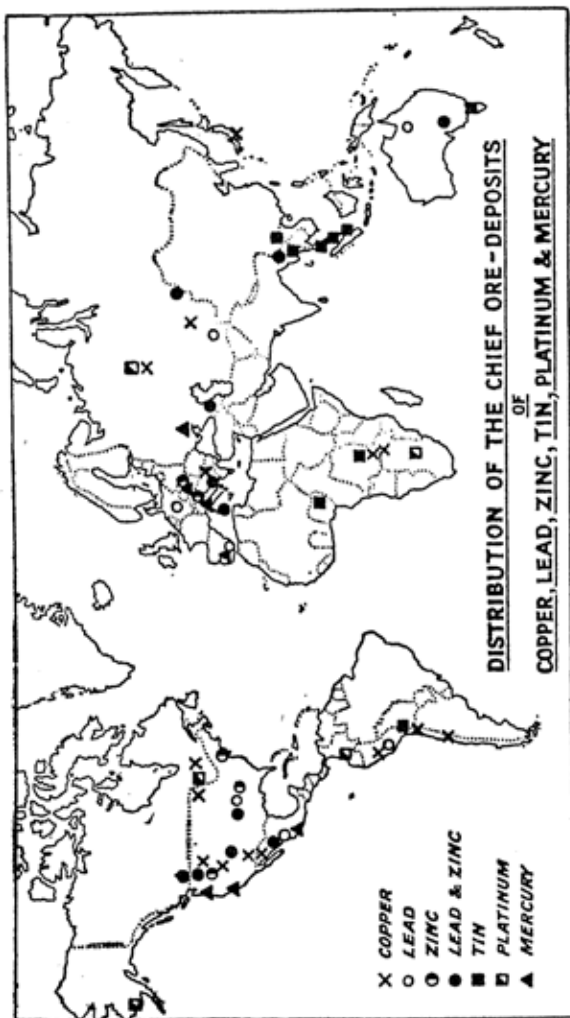 DISTRIBUTION OF THE CHIEF ORE-DEPOSITS
OF
COPPER, LEAD, ZINC, TIN, PLATINUM & MERCURY
COPPER
LEAD
ZINC
LEAD & ZINC
TIN
PLATINUM
MERCURY